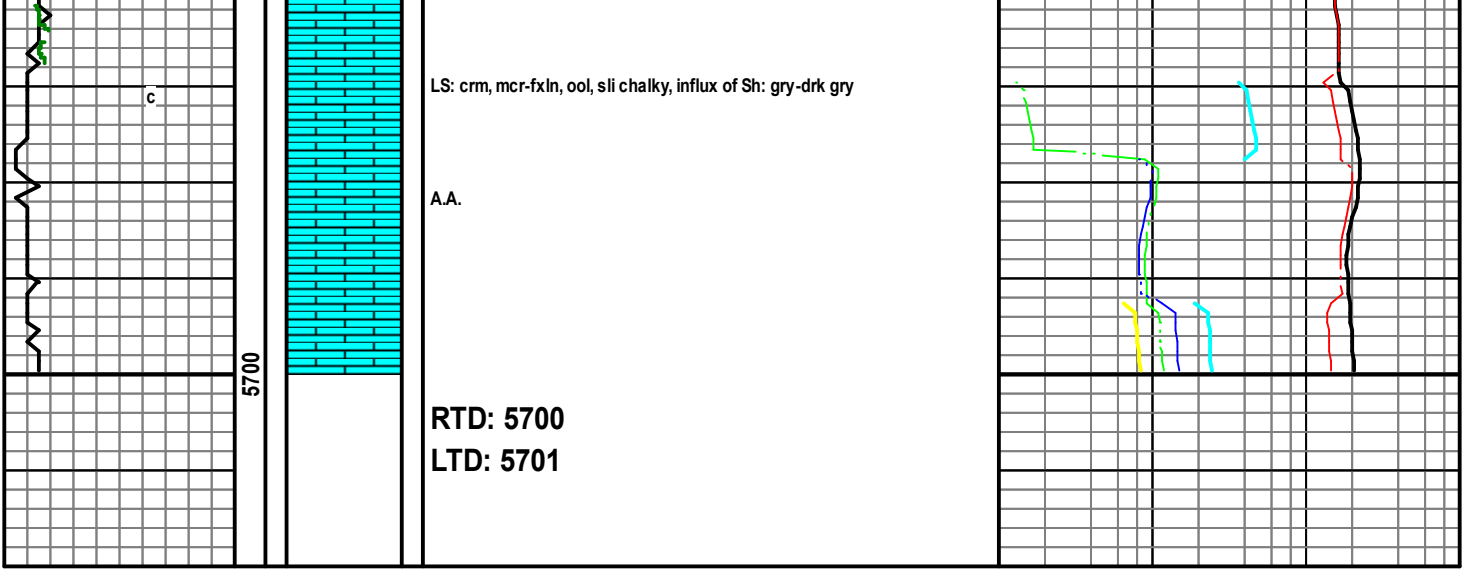 c
LS: crm, mcr-fxln, ool, sli chalky, influx of Sh: gry-drk gry
A.A.
5700
RTD: 5700
LTD: 5701